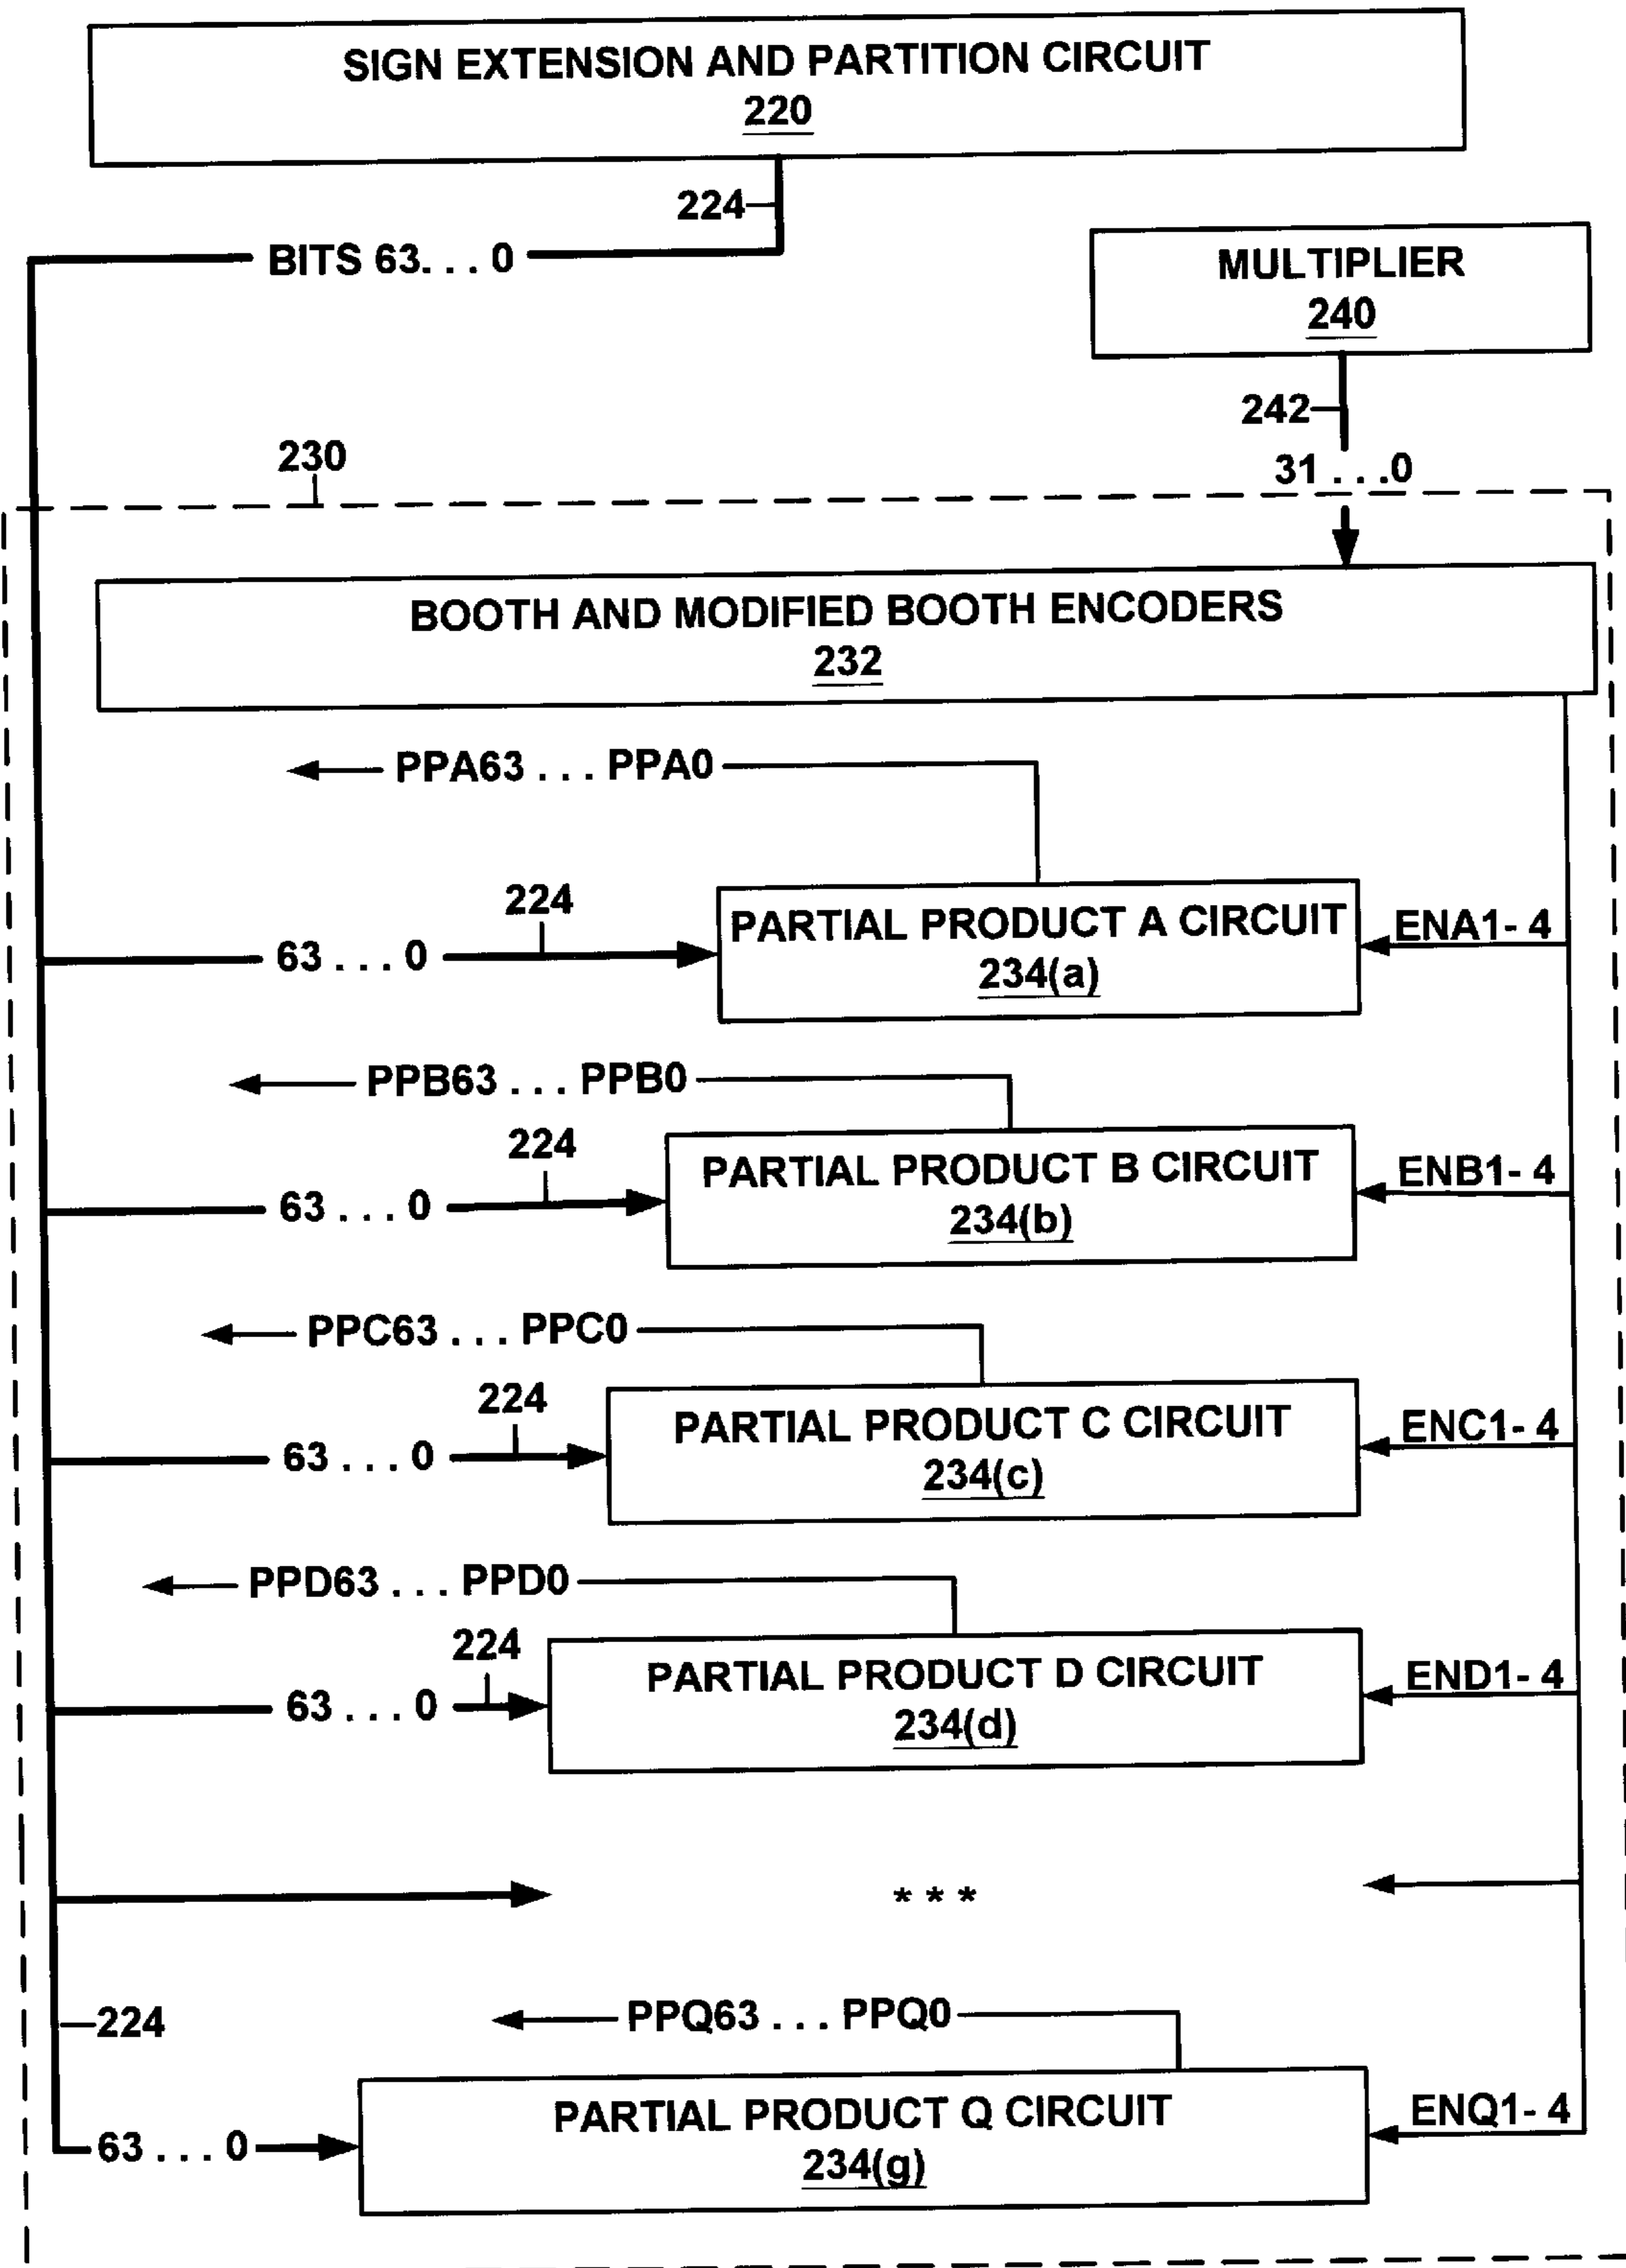 SIGN EXTENSION AND PARTITION CIRCUIT
220
224
BITS 63. . . 0
MULTIPLIER
240
242
31 . . .0
230
BOOTH AND MODIFIED BOOTH ENCODERS
232
PPA63 . . . PPA0
224
63 . . . 0
PARTIAL PRODUCT A CIRCUIT
234(a)
ENA1- 4
PPB63 . . . PPB0
224
63 . . . 0
PARTIAL PRODUCT B CIRCUIT
234(b)
ENB1- 4
PPC63 . . . PPC0
224
63 . . . 0
PARTIAL PRODUCT C CIRCUIT
234(c)
ENC1- 4
PPD63 . . . PPD0
224
63 . . . 0
PARTIAL PRODUCT D CIRCUIT
234(d)
END1- 4
* * *
224
PPQ63 . . . PPQ0
63 . . . 0
PARTIAL PRODUCT Q CIRCUIT
234(g)
ENQ1- 4